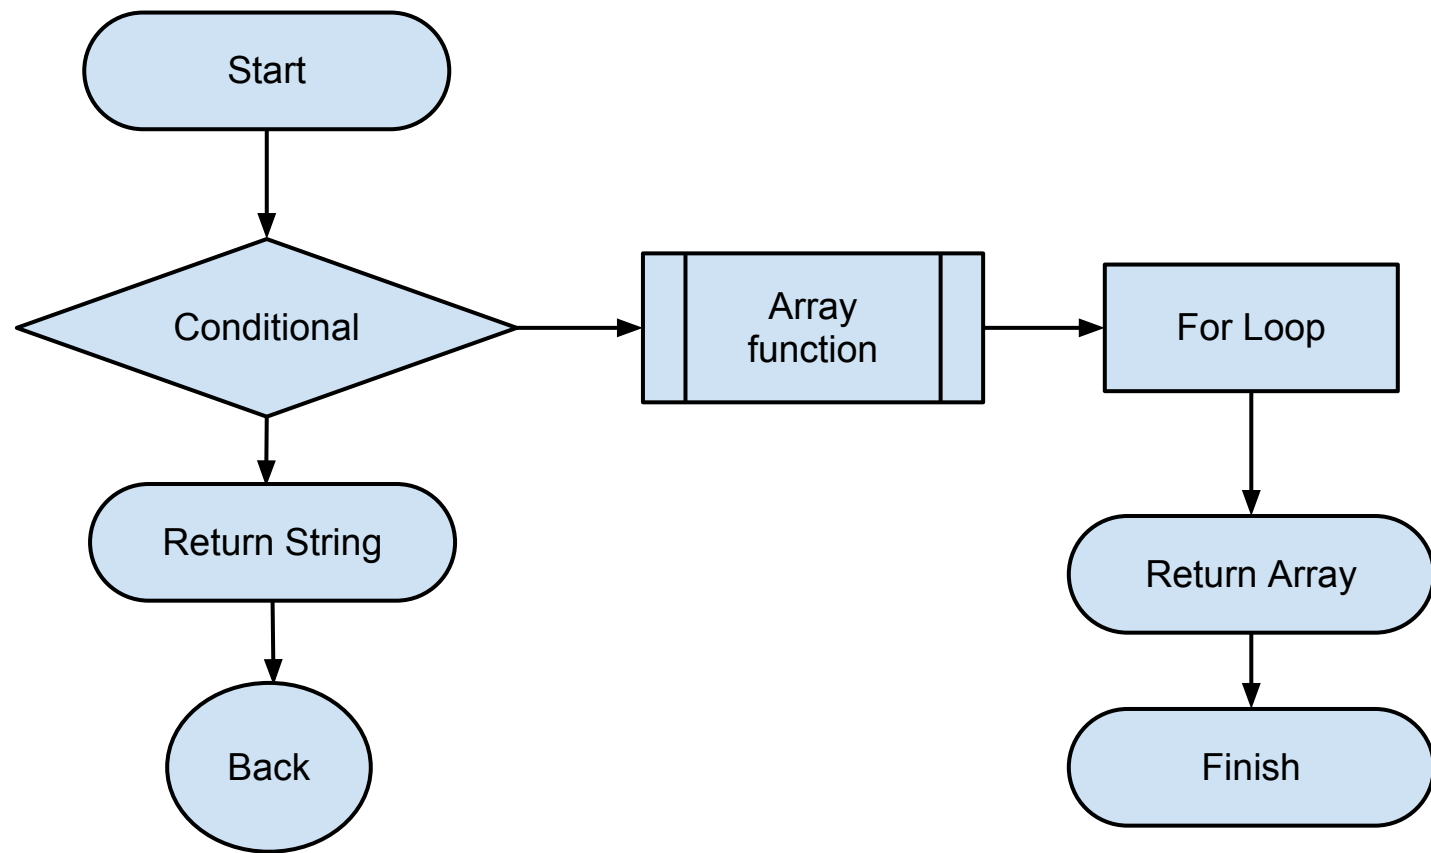 Start
Conditional
Array
function
For Loop
Return String
Return Array
Back
Finish